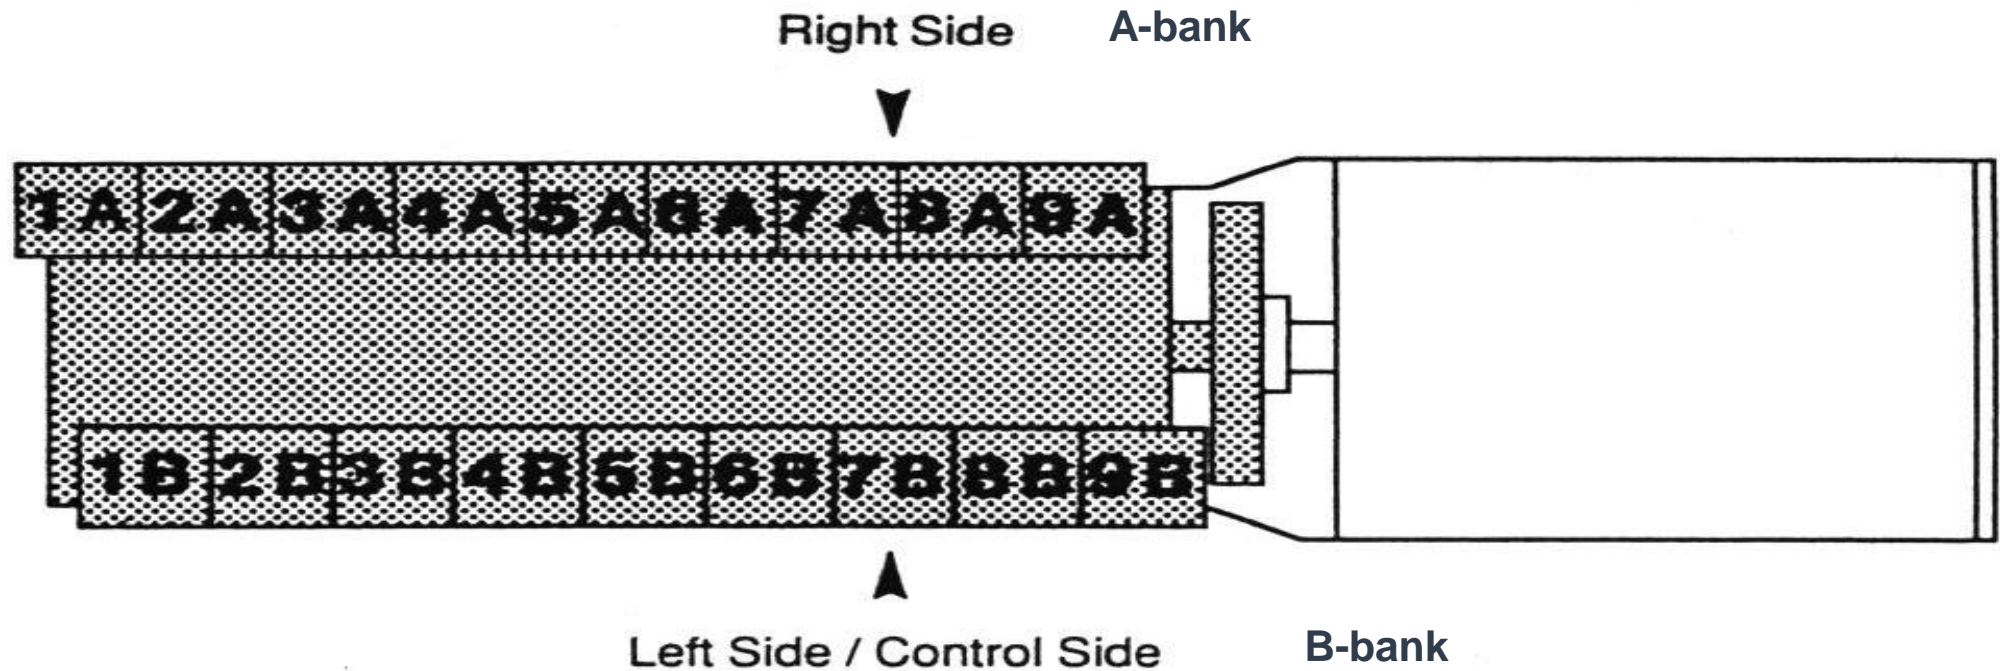 Right Side A-bank
1A 2A 3A 4A 5A 6A 7A 8A 9A
1B 2B 3B 4B 5B 6B 7B 8B 9B
Left Side / Control Side B-bank